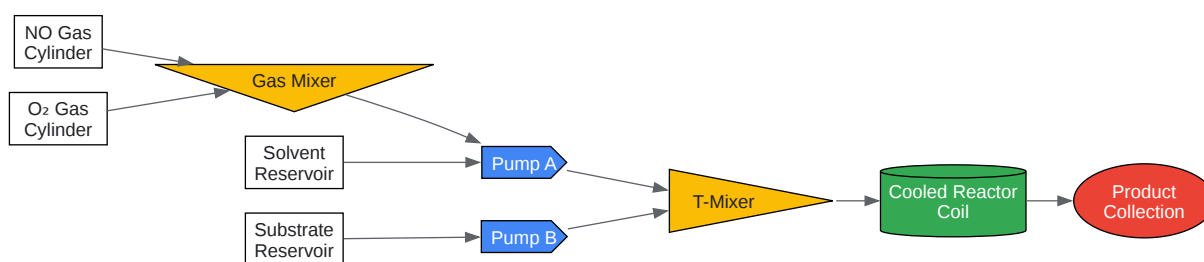 NO Gas
Cylinder
Gas Mixer
O₂ Gas
Cylinder
Solvent
Reservoir
Pump A
T-Mixer
Cooled Reactor
Coil
Product
Collection
Substrate
Reservoir
Pump B